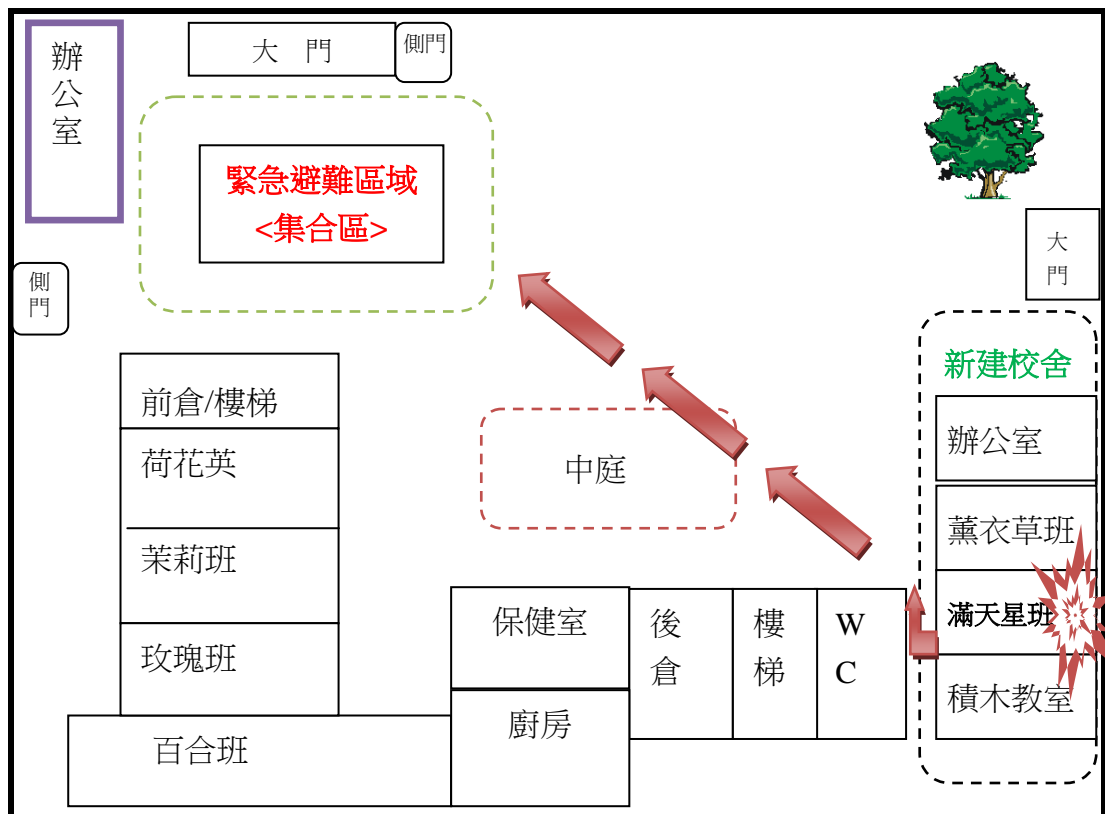 辦公室
大 門
側門
緊急避難區域
<集合區>
大門
側門
新建校舍
前倉/樓梯
辦公室
荷花英
中庭
薰衣草班
茉莉班
滿天星班
保健室
後倉
樓梯
WC
玫瑰班
積木教室
廚房
百合班